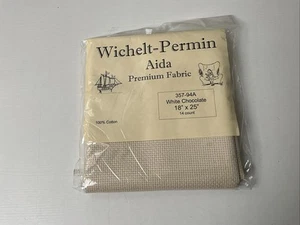 Wichelt-Permin
Aida
Premium Fabric
357-94A
White Chocolate
18" x 25"
14 count
100% Cotton